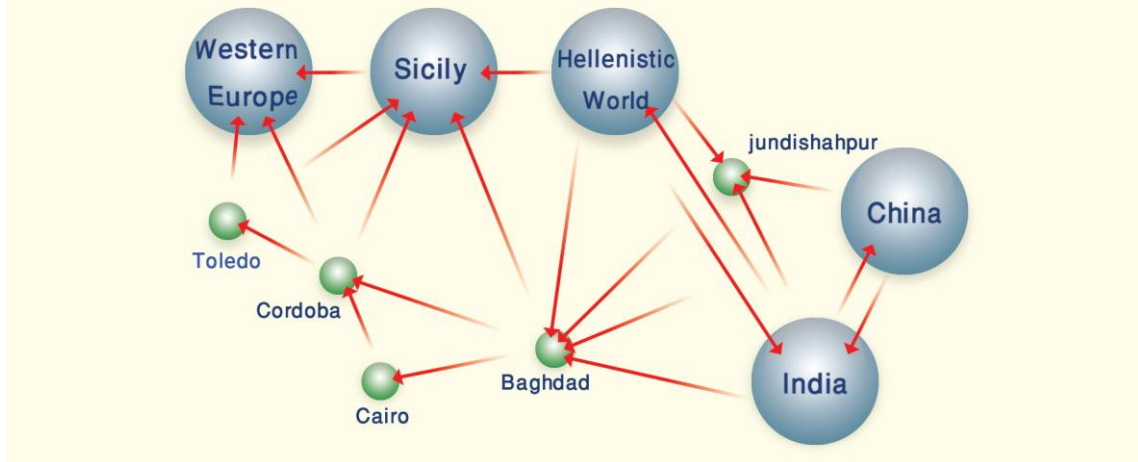 Western
Europe
Sicily
Hellenistic
World
jundishahpur
China
Toledo
Cordoba
Baghdad
India
Cairo